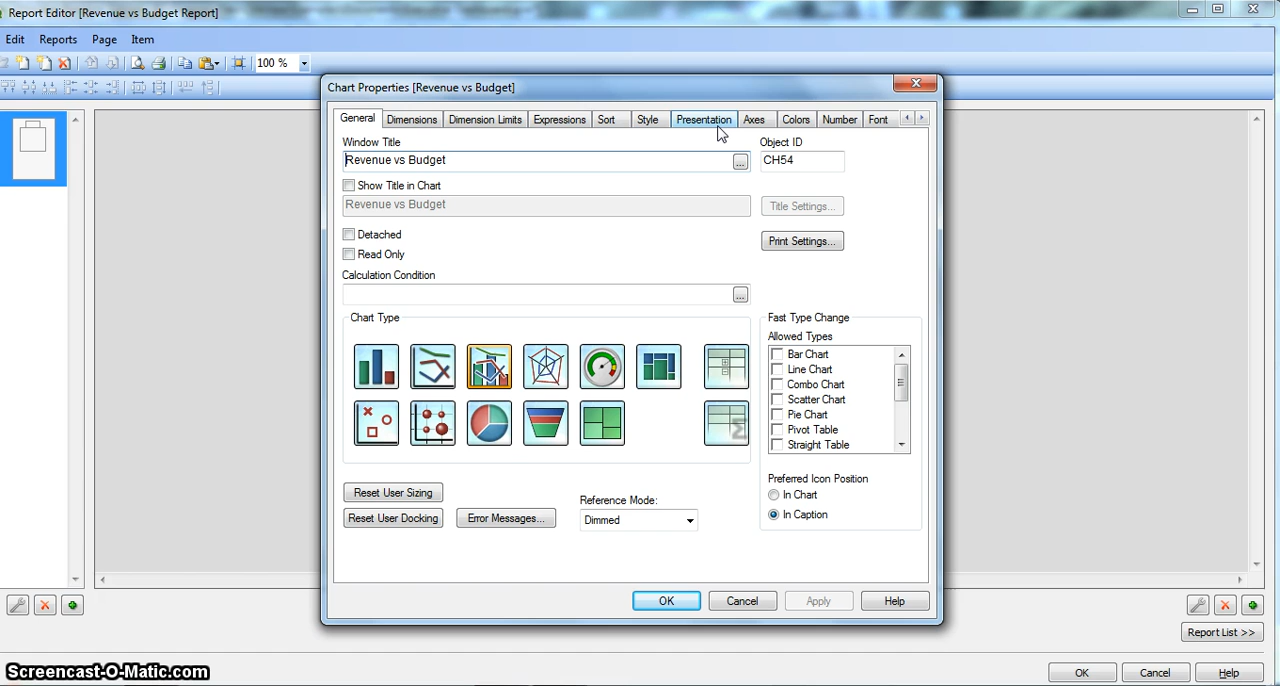 Report Editor [Revenue vs Budget Report]
Edit Reports Page Item
100 %
Chart Properties [Revenue vs Budget]
General Dimensions Dimension Limits Expressions Sort Style Presentation Axes Colors Number Font
Window Title Object ID
Revenue vs Budget ... CH54
Show Title in Chart
Revenue vs Budget Title Settings...
Detached
Print Settings...
Read Only
Calculation Condition
...
Chart Type Fast Type Change
Allowed Types
Bar Chart
Line Chart
Combo Chart
Scatter Chart
Pie Chart
Pivot Table
Straight Table
Preferred Icon Position
Reset User Sizing Reference Mode: In Chart
Reset User Docking Error Messages... Dimmed In Caption
OK Cancel Apply Help
Report List >>
Screencast-O-Matic.com OK Cancel Help